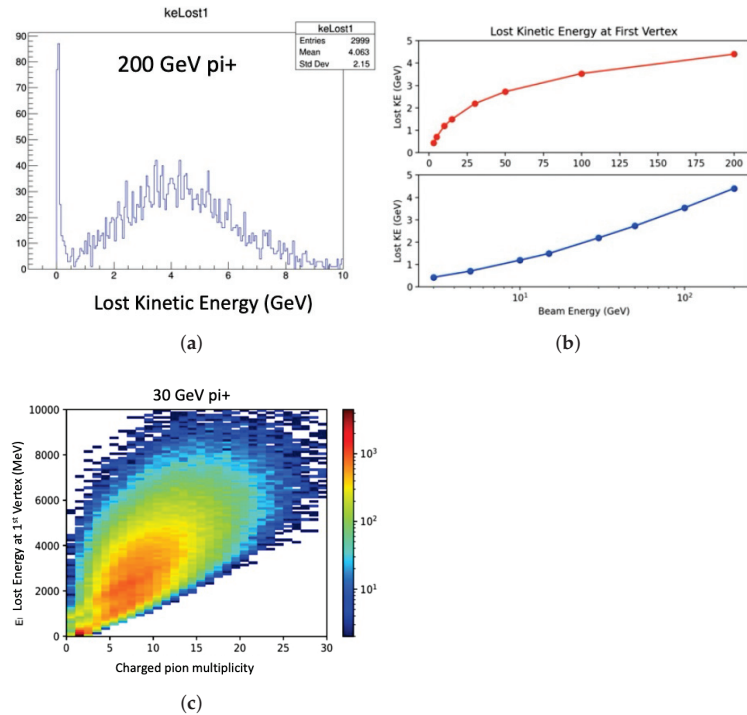 keLost1
keLost1
Entries 2999
Mean 4.063
Std Dev 2.15
200 GeV pi+
90
80
70
60
50
40
30
20
10
0
0 2 4 6 8 10
Lost Kinetic Energy (GeV)
(a)
Lost Kinetic Energy at First Vertex
Lost KE (GeV)
5
4
3
2
1
0
0 25 50 75 100 125 150 175 200
Lost KE (GeV)
5
4
3
2
1
0
10¹ 10²
Beam Energy (GeV)
(b)
30 GeV pi+
Eₗ Lost Energy at 1ˢᵗ Vertex (MeV)
10000
8000
6000
4000
2000
0
0 5 10 15 20 25 30
Charged pion multiplicity
10³
10²
10¹
(c)